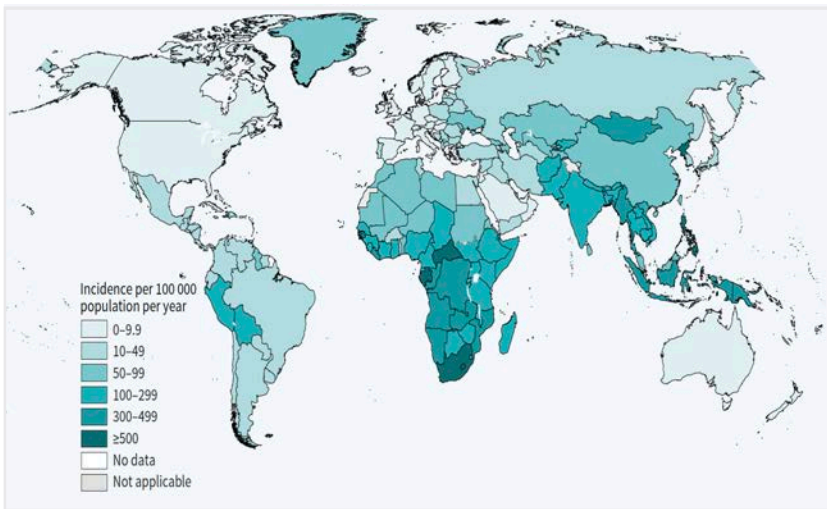 Incidence per 100 000
population per year
0–9.9
10–49
50–99
100–299
300–499
≥500
No data
Not applicable